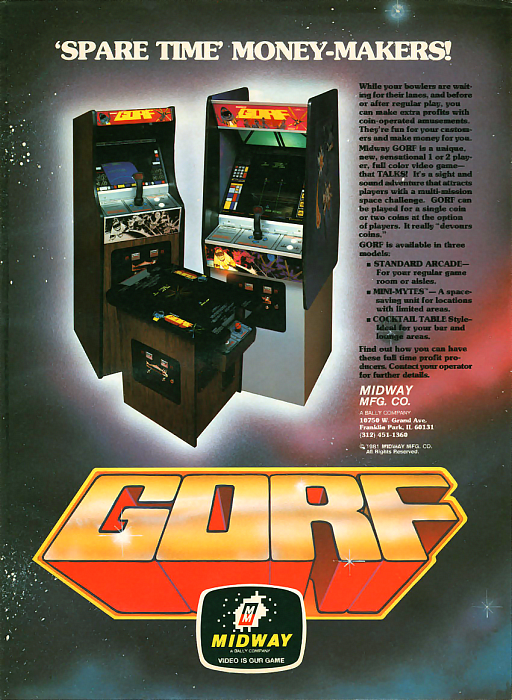 'SPARE TIME' MONEY-MAKERS!
GORF
GORF
While your bowlers are wait-
ing for their lanes, and before
or after regular play, you
can make extra profits with
coin-operated amusements.
They're fun for your custom-
ers and make money for you.
Midway GORF is a unique,
new, sensational 1 or 2 play-
er, full color video game—
that TALKS! It's a sight and
sound adventure that attracts
players with a multi-mission
space challenge. GORF can
be played for a single coin
or two coins at the option
of players. It really "devours
coins."
GORF is available in three
models:
■ STANDARD ARCADE—
For your regular game
room or aisles.
■ MINI-MYTES™— A space-
saving unit for locations
with limited areas.
■ COCKTAIL TABLE Style-
Ideal for your bar and
lounge areas.
Find out how you can have
these full time profit pro-
ducers. Contact your operator
for further details.
MIDWAY
MFG. CO.
A BALLY COMPANY
10750 W. Grand Ave.
Franklin Park, IL 60131
(312) 451-1360
© 1981 MIDWAY MFG. CO.
All Rights Reserved.
GORF
MIDWAY
A BALLY COMPANY
VIDEO IS OUR GAME